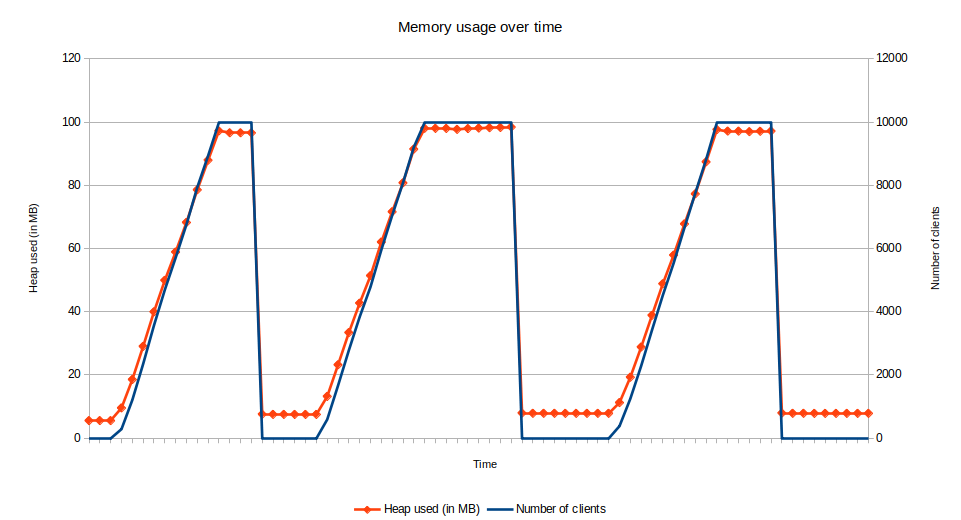 Memory usage over time
120
100
80
60
40
20
0
12000
10000
8000
6000
4000
2000
0
Heap used (in MB)
Number of clients
Time
Heap used (in MB) Number of clients